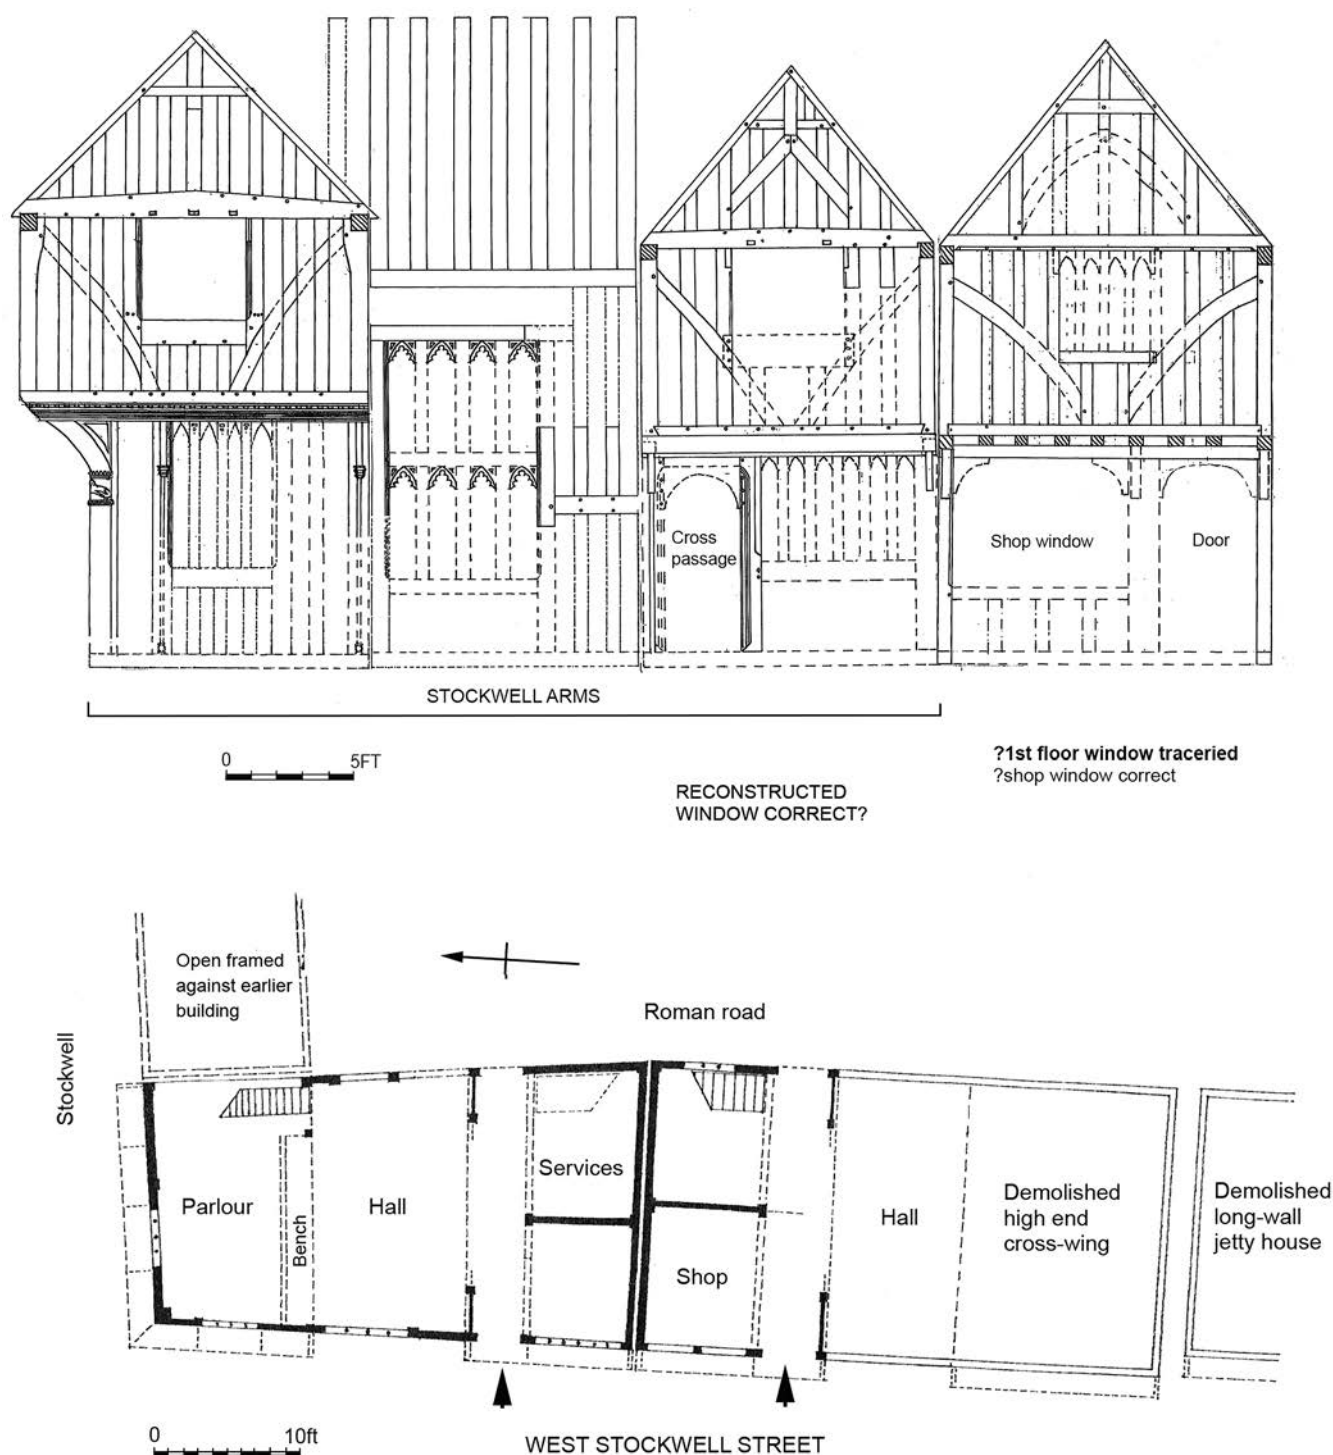 Cross
passage
Shop window
Door
STOCKWELL ARMS
0 5FT
?1st floor window traceried
?shop window correct
RECONSTRUCTED
WINDOW CORRECT?
Open framed
against earlier
building
Roman road
Stockwell
Parlour
Bench
Hall
Services
Shop
Hall
Demolished
high end
cross-wing
Demolished
long-wall
jetty house
0 10ft
WEST STOCKWELL STREET